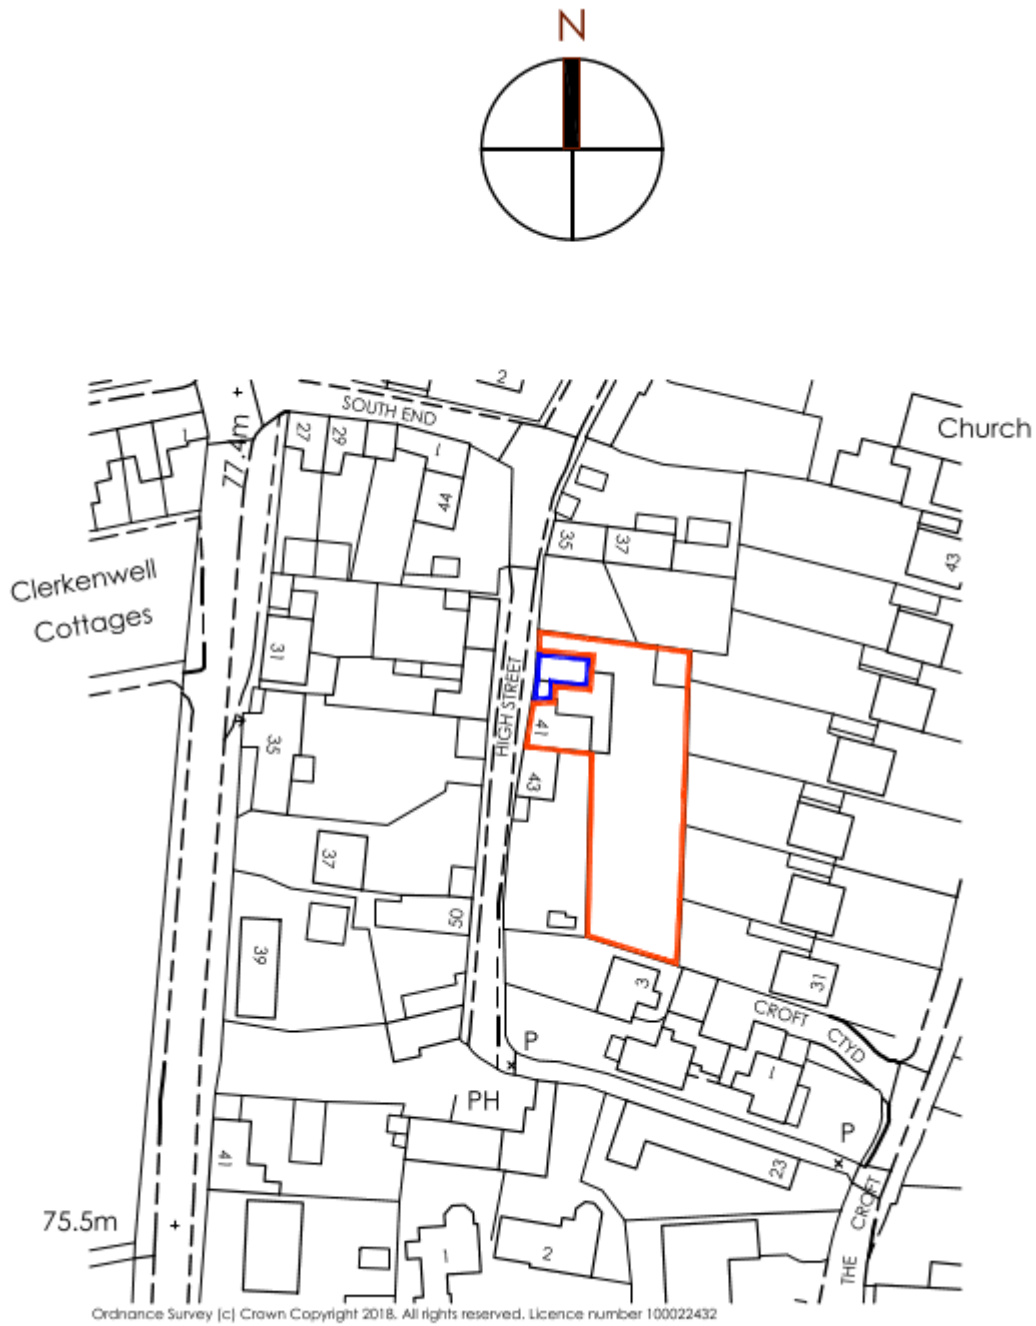 N
2
SOUTH END
1
27
29
1
77.4m
44
Church
35
37
43
Clerkenwell
Cottages
31
HIGH STREET
41
35
43
37
50
39
3
31
CROFT
CTYD
P
1
PH
P
41
23
75.5m
1
2
THE CROFT
Ordnance Survey (c) Crown Copyright 2018. All rights reserved. Licence number 100022432